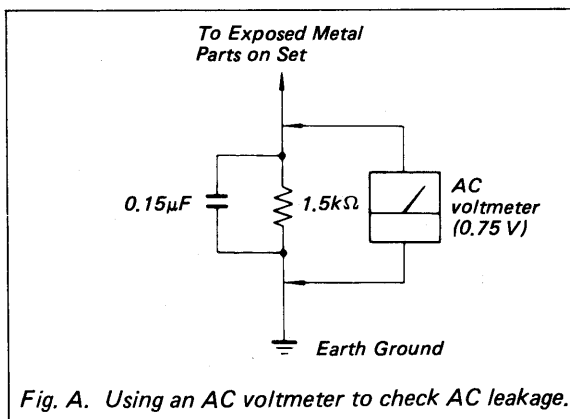 To Exposed Metal
Parts on Set
0.15µF
1.5kΩ
AC
voltmeter
(0.75 V)
Earth Ground
Fig. A. Using an AC voltmeter to check AC leakage.